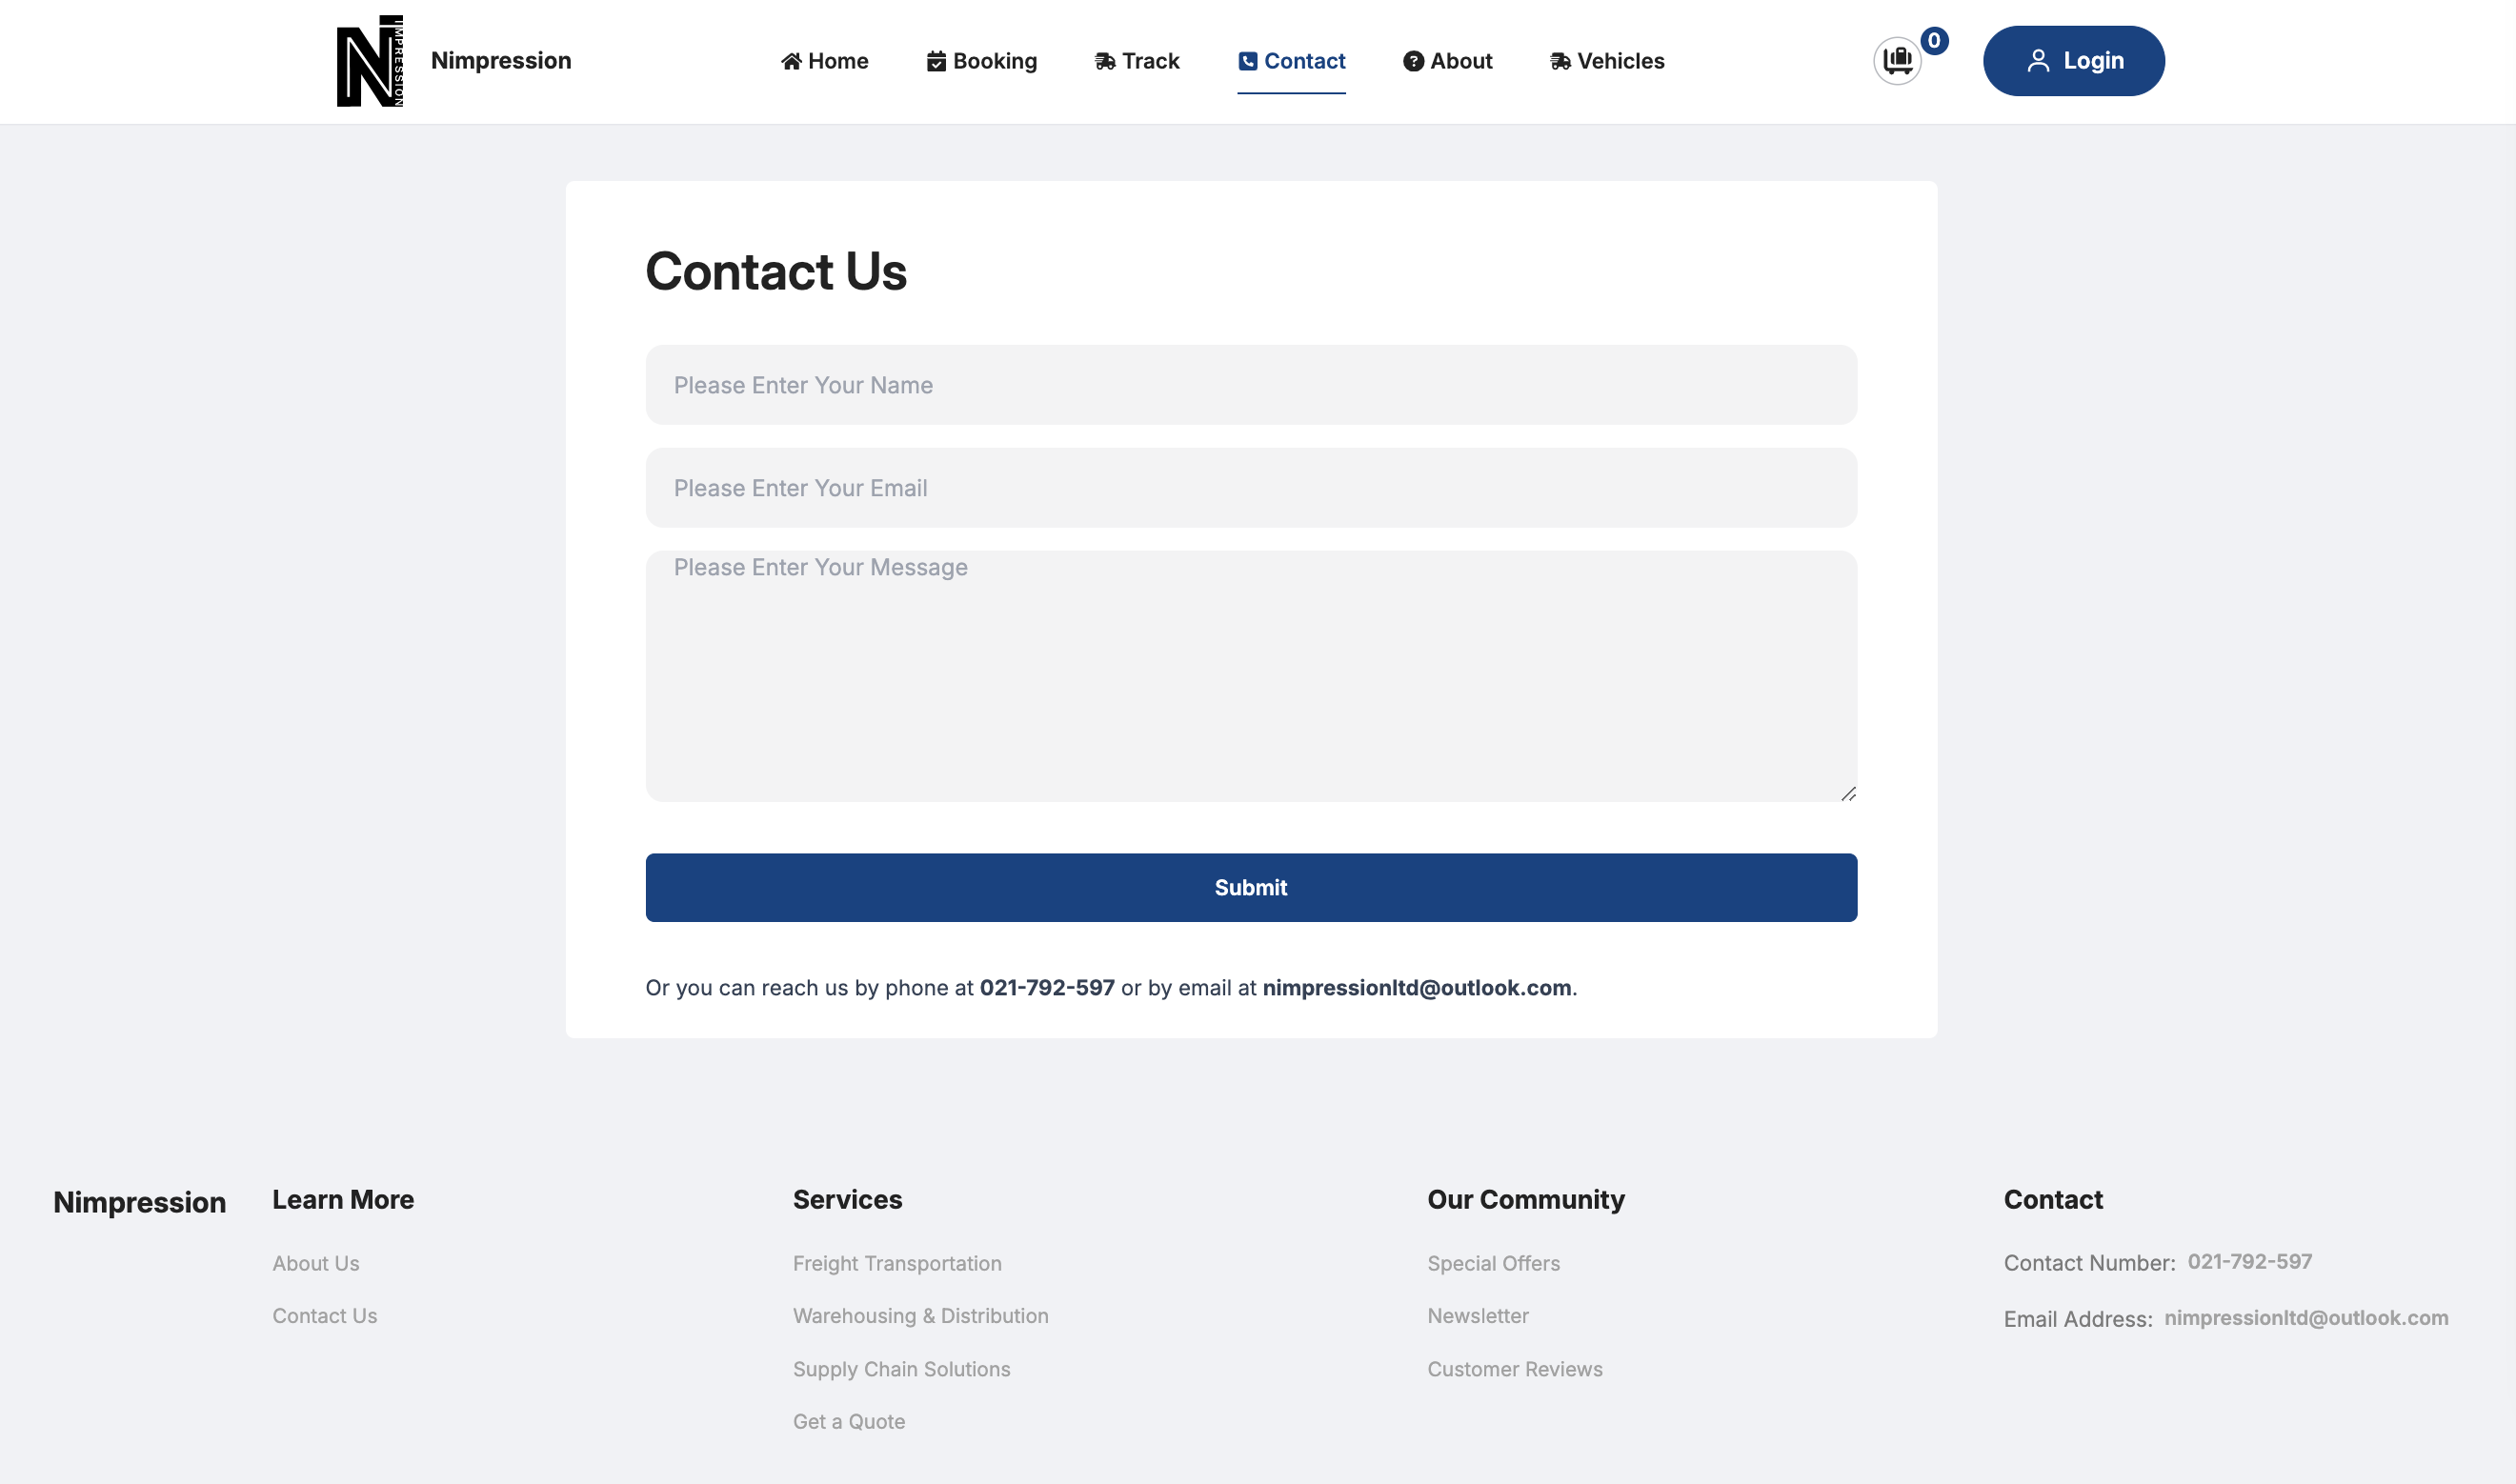 IMPRESSION
Nimpression
Home
Booking
Track
Contact
About
Vehicles
0
Login
Contact Us
Please Enter Your Name
Please Enter Your Email
Please Enter Your Message
Submit
Or you can reach us by phone at 021-792-597 or by email at nimpressionltd@outlook.com.
Nimpression
Learn More
About Us
Contact Us
Services
Freight Transportation
Warehousing & Distribution
Supply Chain Solutions
Get a Quote
Our Community
Special Offers
Newsletter
Customer Reviews
Contact
Contact Number: 021-792-597
Email Address: nimpressionltd@outlook.com